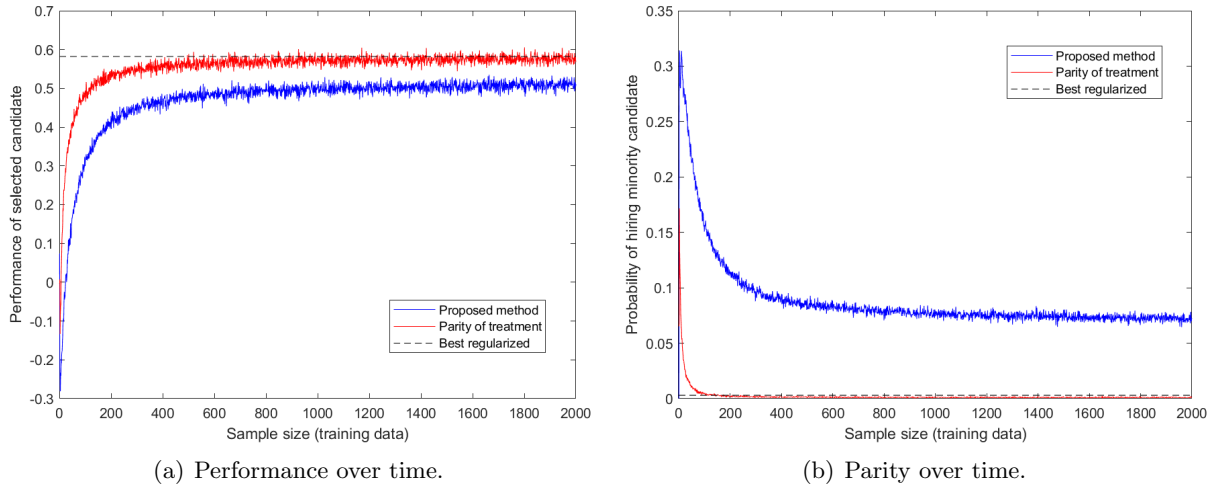 0.7
0.6
0.5
0.4
0.3
0.2
0.1
0
-0.1
-0.2
-0.3
Performance of selected candidate
0 200 400 600 800 1000 1200 1400 1600 1800 2000
Sample size (training data)
Proposed method
Parity of treatment
Best regularized
(a) Performance over time.
0.35
0.3
0.25
0.2
0.15
0.1
0.05
0
Probability of hiring minority candidate
0 200 400 600 800 1000 1200 1400 1600 1800 2000
Sample size (training data)
Proposed method
Parity of treatment
Best regularized
(b) Parity over time.